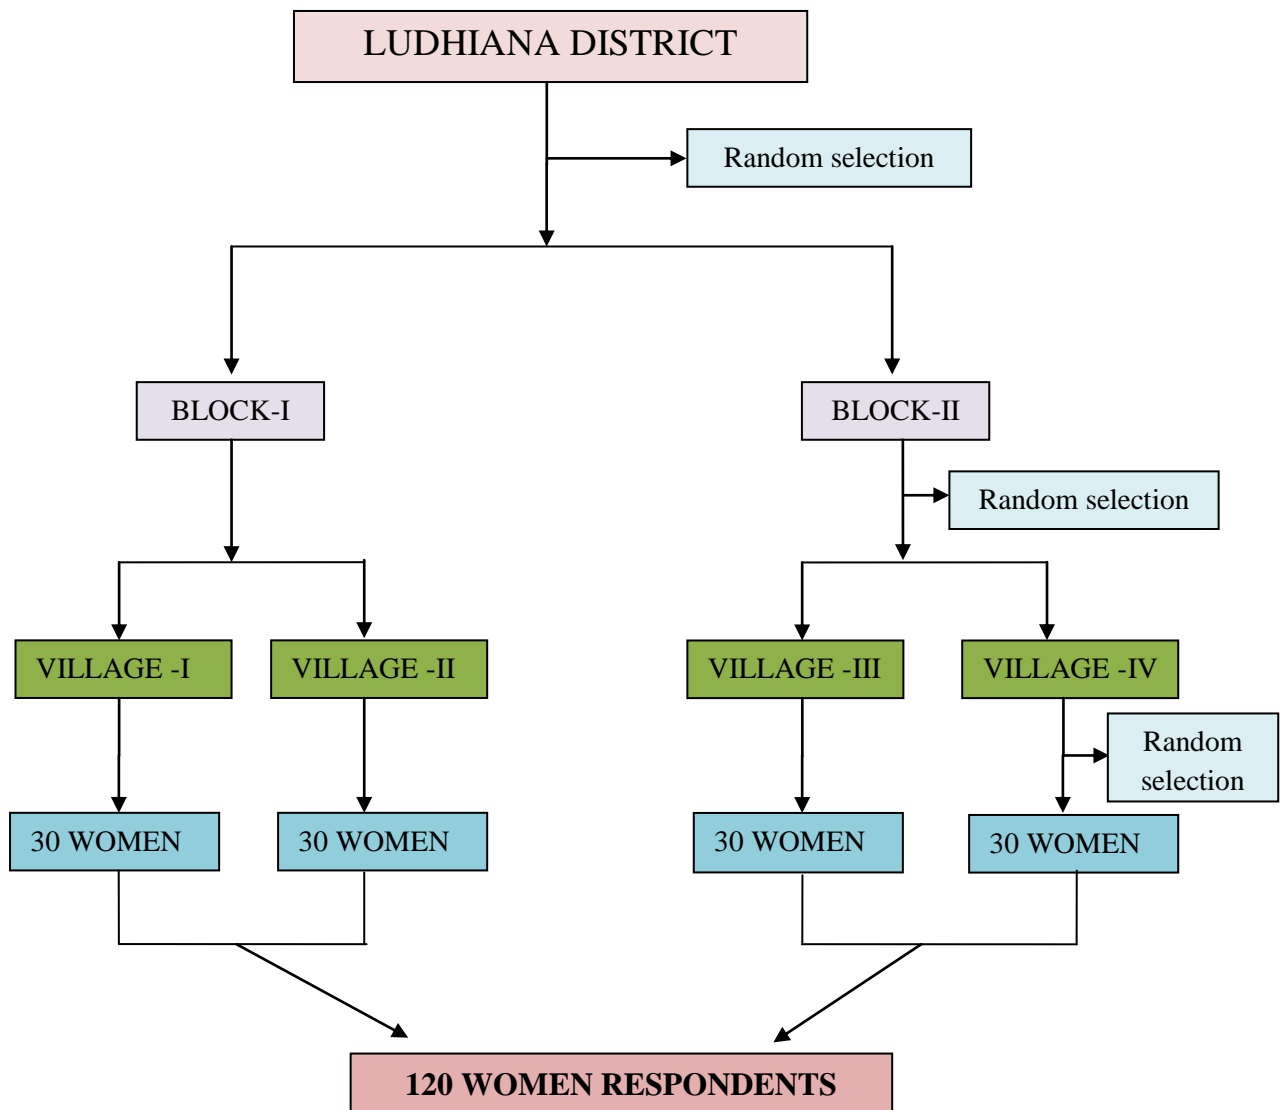 LUDHIANA DISTRICT
Random selection
BLOCK-I
BLOCK-II
Random selection
VILLAGE -I
VILLAGE -II
VILLAGE -III
VILLAGE -IV
Random
selection
30 WOMEN
30 WOMEN
30 WOMEN
30 WOMEN
120 WOMEN RESPONDENTS